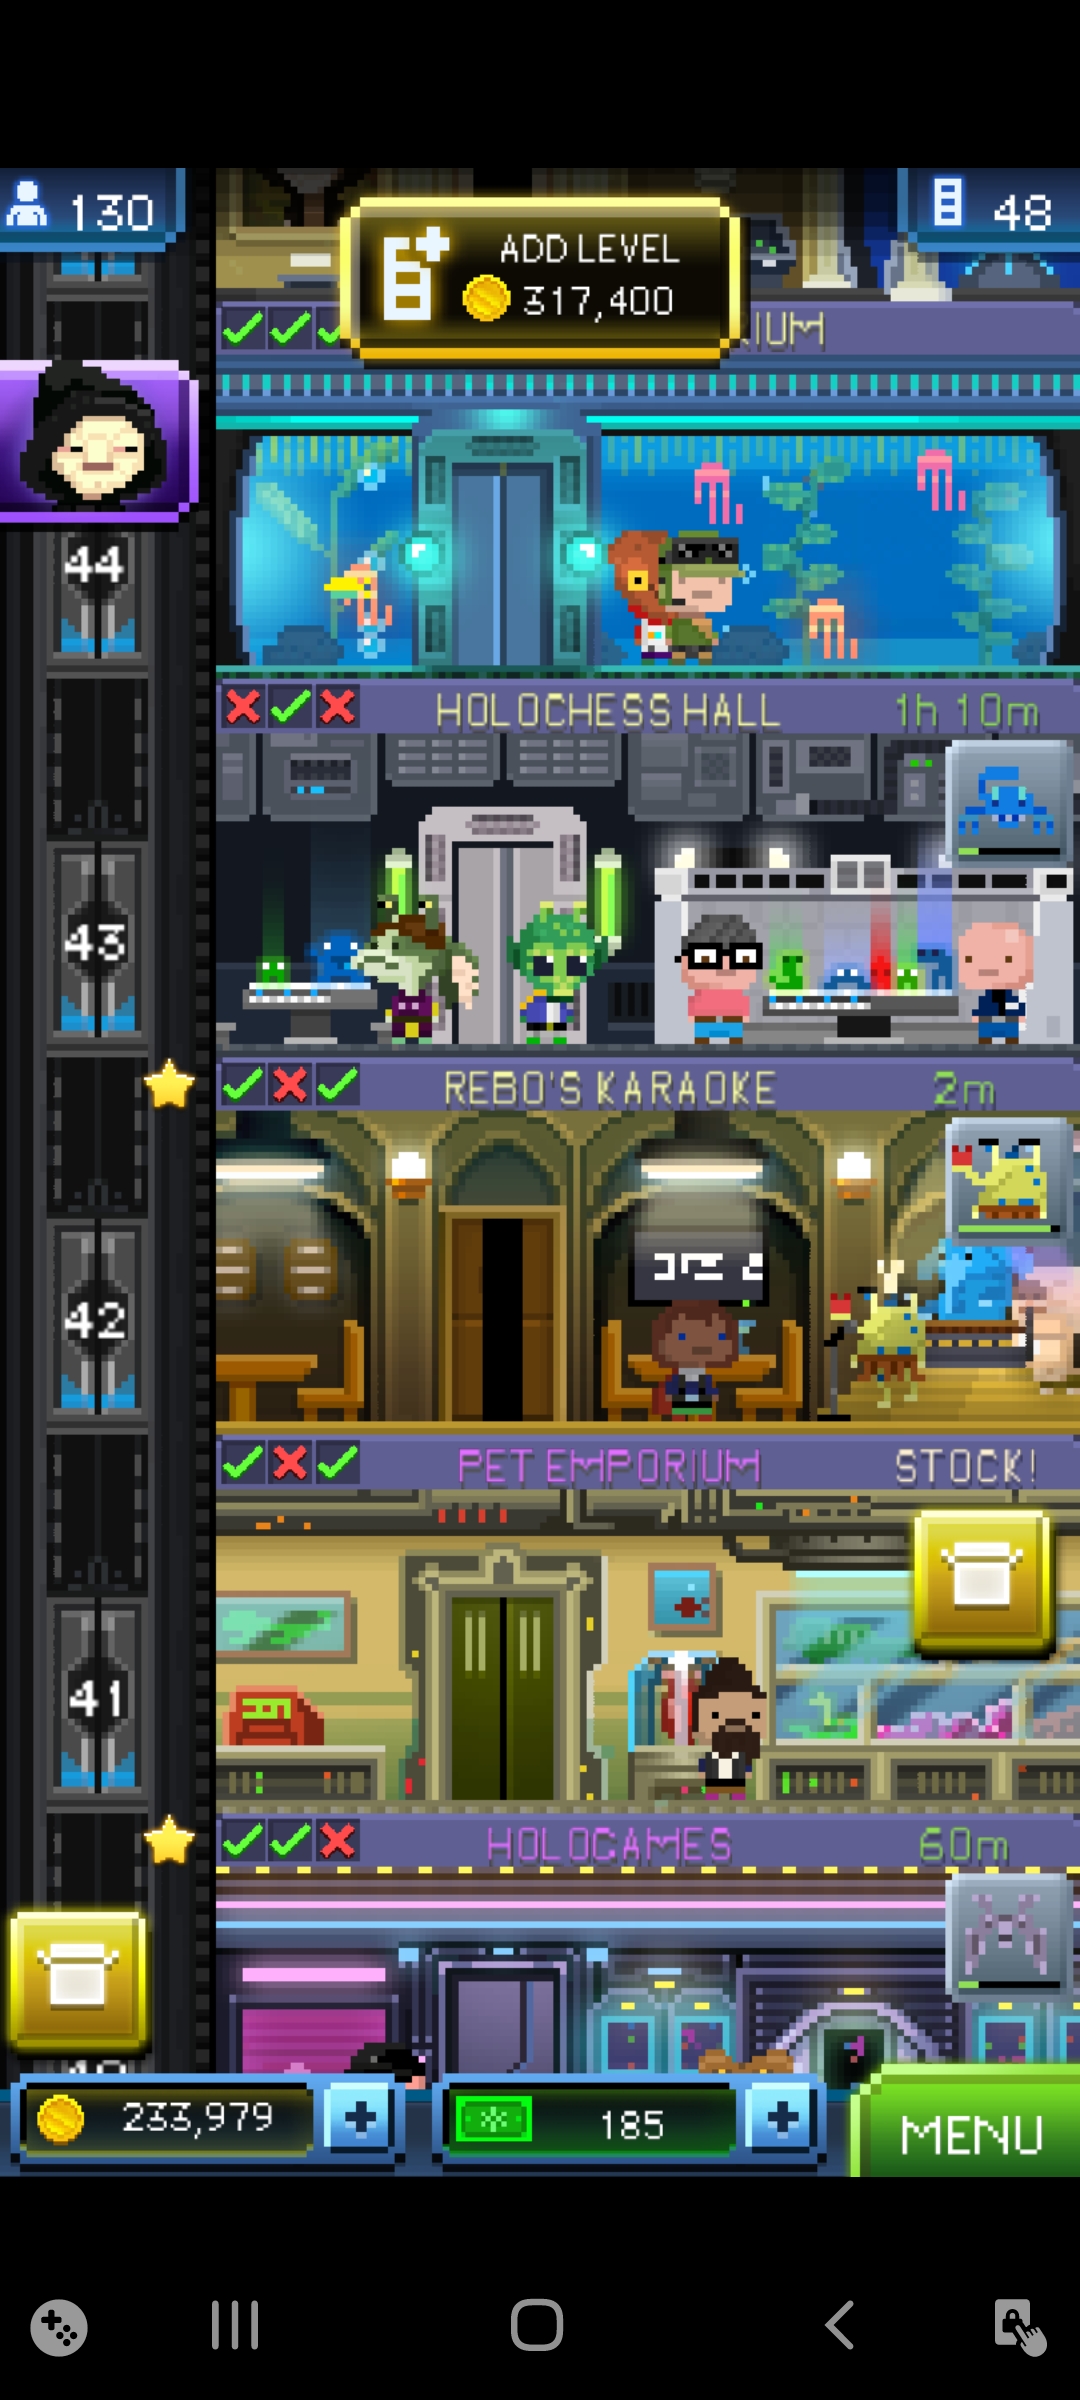 130
ADD LEVEL
317,400
48
44
HOLOCHESS HALL 1h 10m
43
REBO'S KARAOKE 2m
42
PET EMPORIUM STOCK!
41
HOLOGAMES 60m
233,979
185
MENU